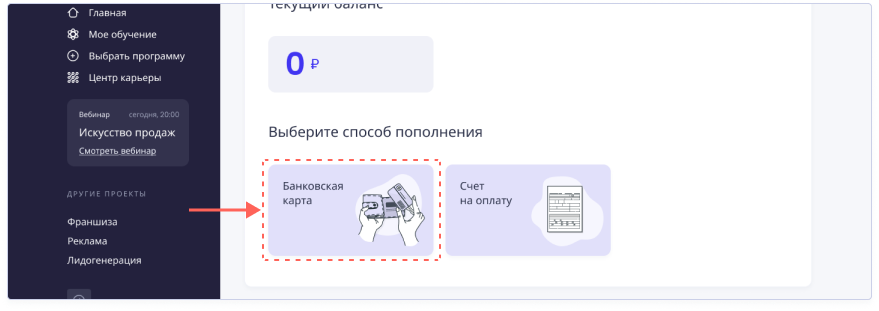 Главная
Мое обучение
Выбрать программу
Центр карьеры
Вебинар сегодня, 20:00
Искусство продаж
Смотреть вебинар
ДРУГИЕ ПРОЕКТЫ
Франшиза
Реклама
Лидогенерация
Текущий баланс
0 ₽
Выберите способ пополнения
Банковская
карта
Счет
на оплату